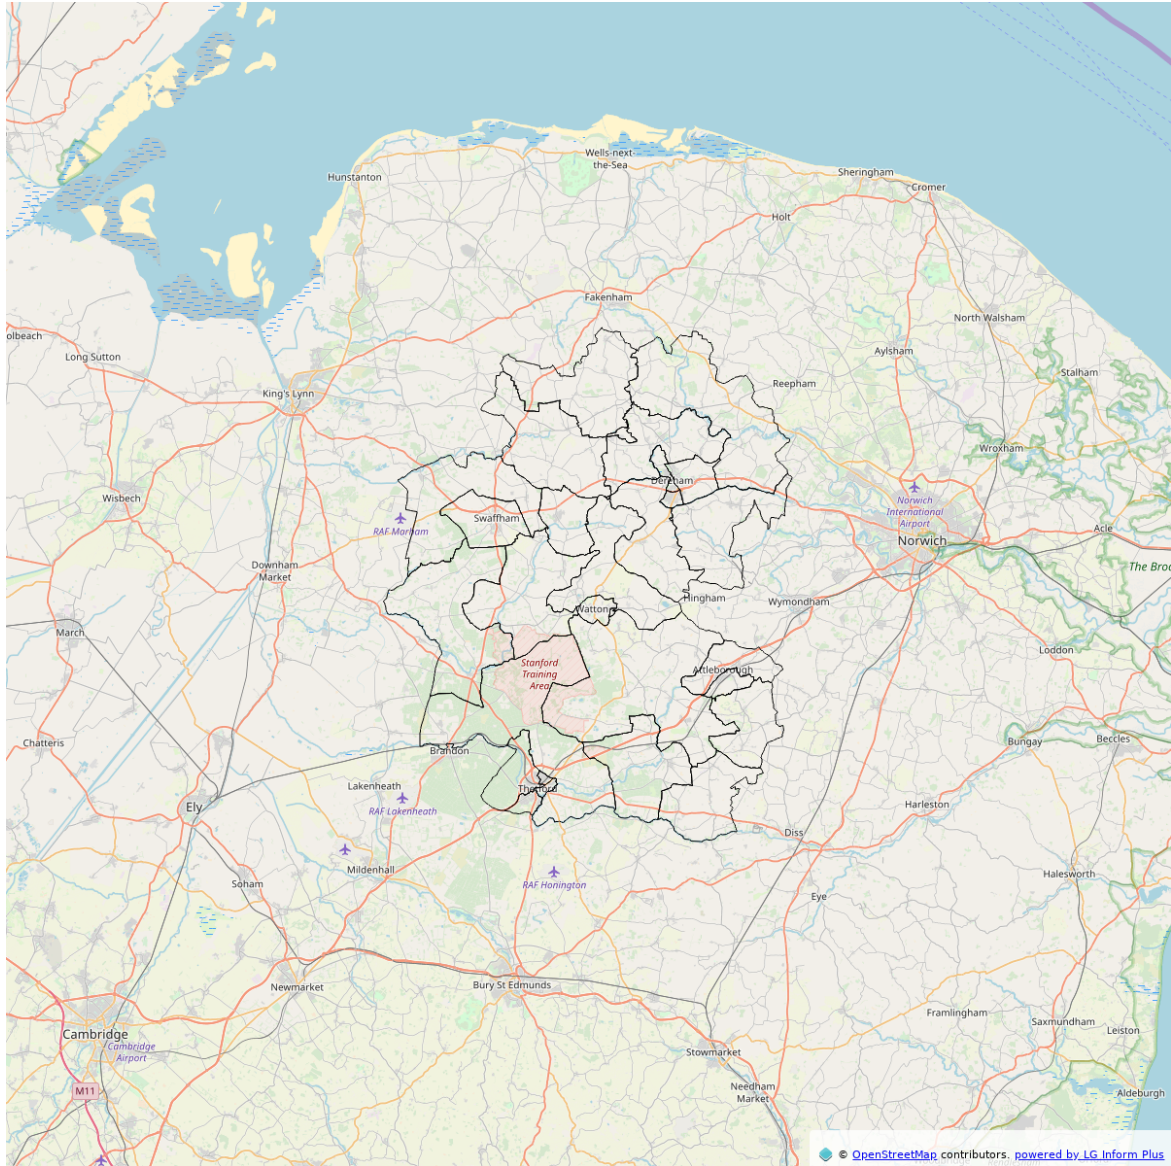 Wells-next-
the-Sea
Hunstanton
Sheringham
Cromer
Holt
Fakenham
North Walsham
olbeach
Long Sutton
Aylsham
Stalham
Reepham
King's Lynn
Wroxham
Wisbech
Dereham
Norwich
International
Airport
Swaffham
RAF Marham
Acle
Norwich
Downham
Market
The Broa
Hingham
Wymondham
Watton
March
Loddon
Stanford
Training
Area
Attleborough
Chatteris
Brandon
Bungay
Beccles
Lakenheath
Thetford
Ely
RAF Lakenheath
Harleston
Diss
Mildenhall
Soham
RAF Honington
Halesworth
Eye
Newmarket
Bury St Edmunds
Framlingham
Saxmundham
Leiston
Cambridge
Cambridge
Airport
Stowmarket
M11
Needham
Market
Aldeburgh
© OpenStreetMap contributors. powered by LG Inform Plus